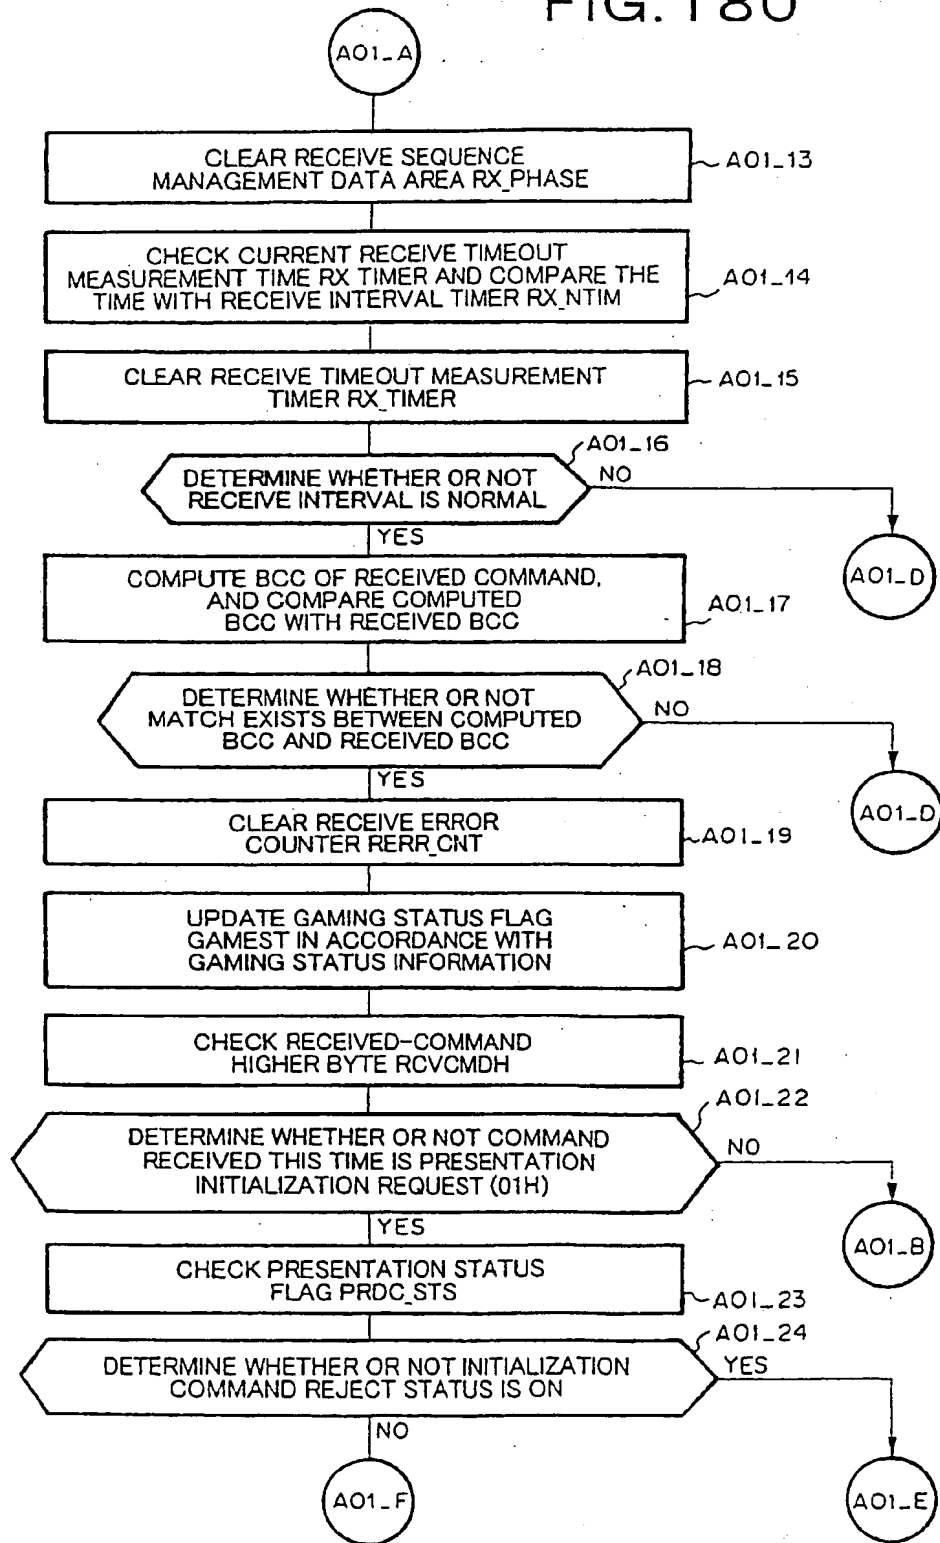 FIG. 180
A01_A
CLEAR RECEIVE SEQUENCE
MANAGEMENT DATA AREA RX_PHASE
A01_13
CHECK CURRENT RECEIVE TIMEOUT
MEASUREMENT TIME RX TIMER AND COMPARE THE
TIME WITH RECEIVE INTERVAL TIMER RX_NTIM
A01_14
CLEAR RECEIVE TIMEOUT MEASUREMENT
TIMER RX_TIMER
A01_15
A01_16
DETERMINE WHETHER OR NOT
RECEIVE INTERVAL IS NORMAL
NO
YES
A01_D
COMPUTE BCC OF RECEIVED COMMAND,
AND COMPARE COMPUTED
BCC WITH RECEIVED BCC
A01_17
A01_18
DETERMINE WHETHER OR NOT
MATCH EXISTS BETWEEN COMPUTED
BCC AND RECEIVED BCC
NO
YES
A01_D
CLEAR RECEIVE ERROR
COUNTER RERR_CNT
A01_19
UPDATE GAMING STATUS FLAG
GAMEST IN ACCORDANCE WITH
GAMING STATUS INFORMATION
A01_20
CHECK RECEIVED-COMMAND
HIGHER BYTE RCVCMDH
A01_21
A01_22
DETERMINE WHETHER OR NOT COMMAND
RECEIVED THIS TIME IS PRESENTATION
INITIALIZATION REQUEST (01H)
NO
YES
A01_B
CHECK PRESENTATION STATUS
FLAG PRDC_STS
A01_23
A01_24
DETERMINE WHETHER OR NOT INITIALIZATION
COMMAND REJECT STATUS IS ON
YES
NO
A01_F
A01_E